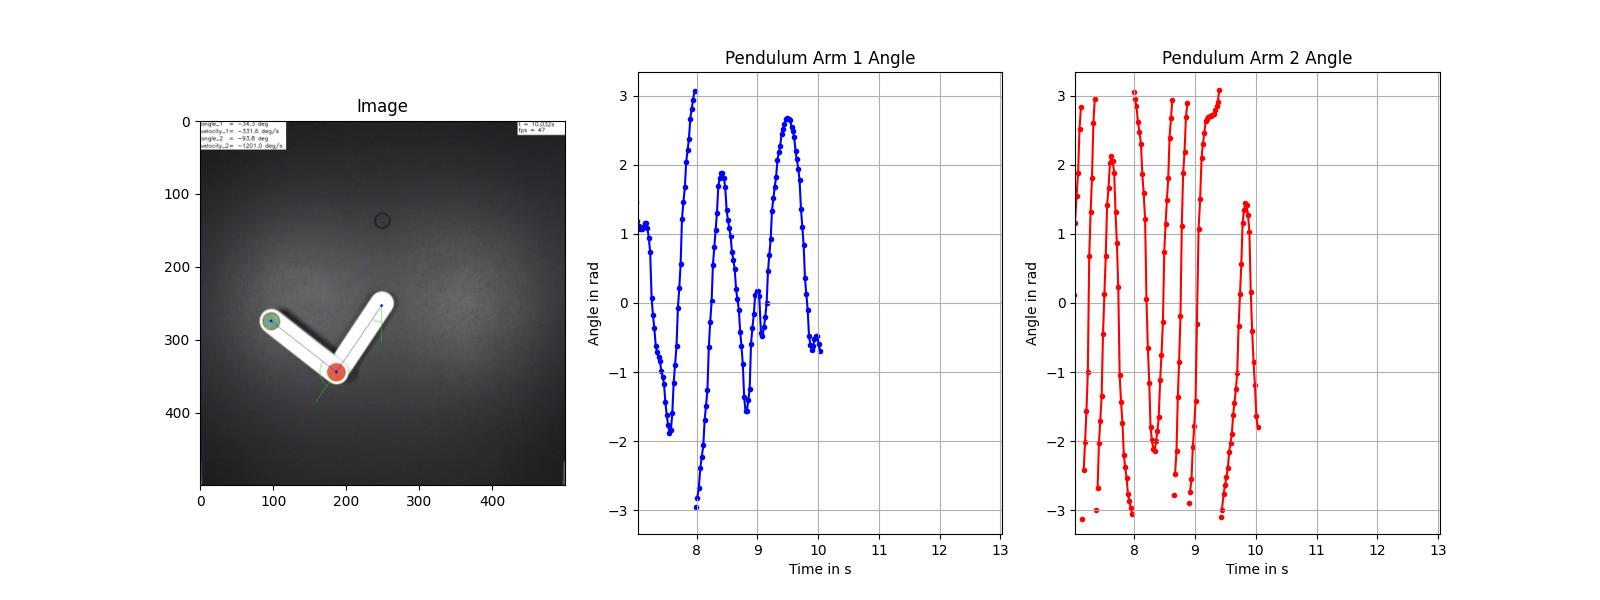 Image
angle_1 = -34.3 deg
velocity_1= -331.6 deg/s
angle_2 = -93.8 deg
velocity_2= -1201.0 deg/s
t = 10.032s
fps = 47
0
100
200
300
400
0 100 200 300 400
Pendulum Arm 1 Angle
Angle in rad
3
2
1
0
−1
−2
−3
8 9 10 11 12 13
Time in s
Pendulum Arm 2 Angle
Angle in rad
3
2
1
0
−1
−2
−3
8 9 10 11 12 13
Time in s